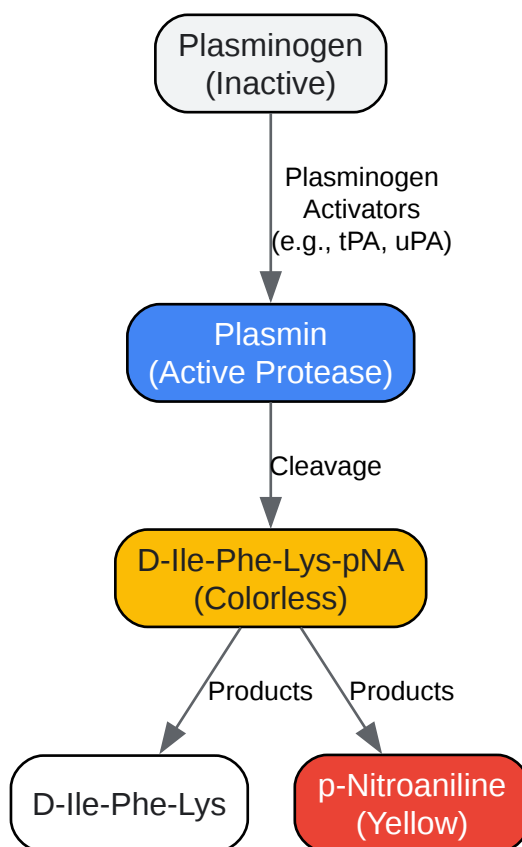 Plasminogen
(Inactive)
Plasminogen
Activators
(e.g., tPA, uPA)
Plasmin
(Active Protease)
Cleavage
D-Ile-Phe-Lys-pNA
(Colorless)
Products
Products
D-Ile-Phe-Lys
p-Nitroaniline
(Yellow)